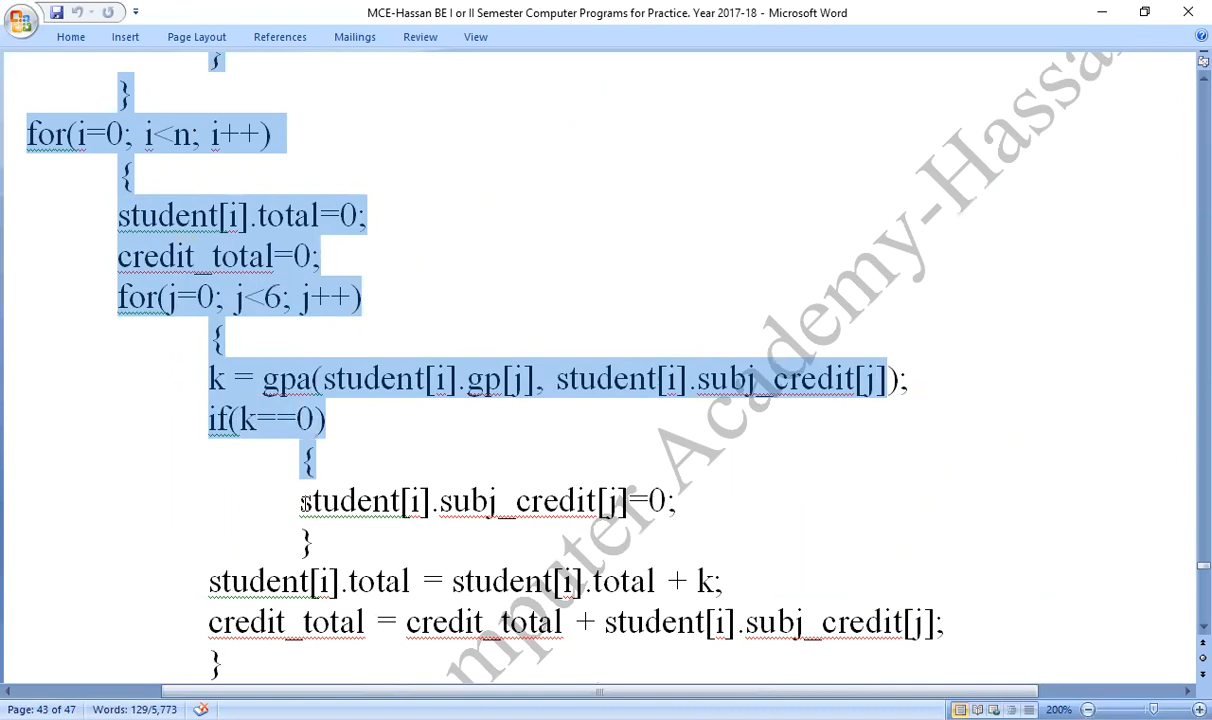 MCE-Hassan BE I or II Semester Computer Programs for Practice. Year 2017-18 - Microsoft Word
Home Insert Page Layout References Mailings Review View
}
}
for(i=0; i<n; i++)
{
student[i].total=0;
credit_total=0;
for(j=0; j<6; j++)
{
k = gpa(student[i].gp[j], student[i].subj_credit[j]);
if(k==0)
{
student[i].subj_credit[j]=0;
}
student[i].total = student[i].total + k;
credit_total = credit_total + student[i].subj_credit[j];
}
mputer Academy-Hassa
Page: 43 of 47 Words: 129/5,773 200%